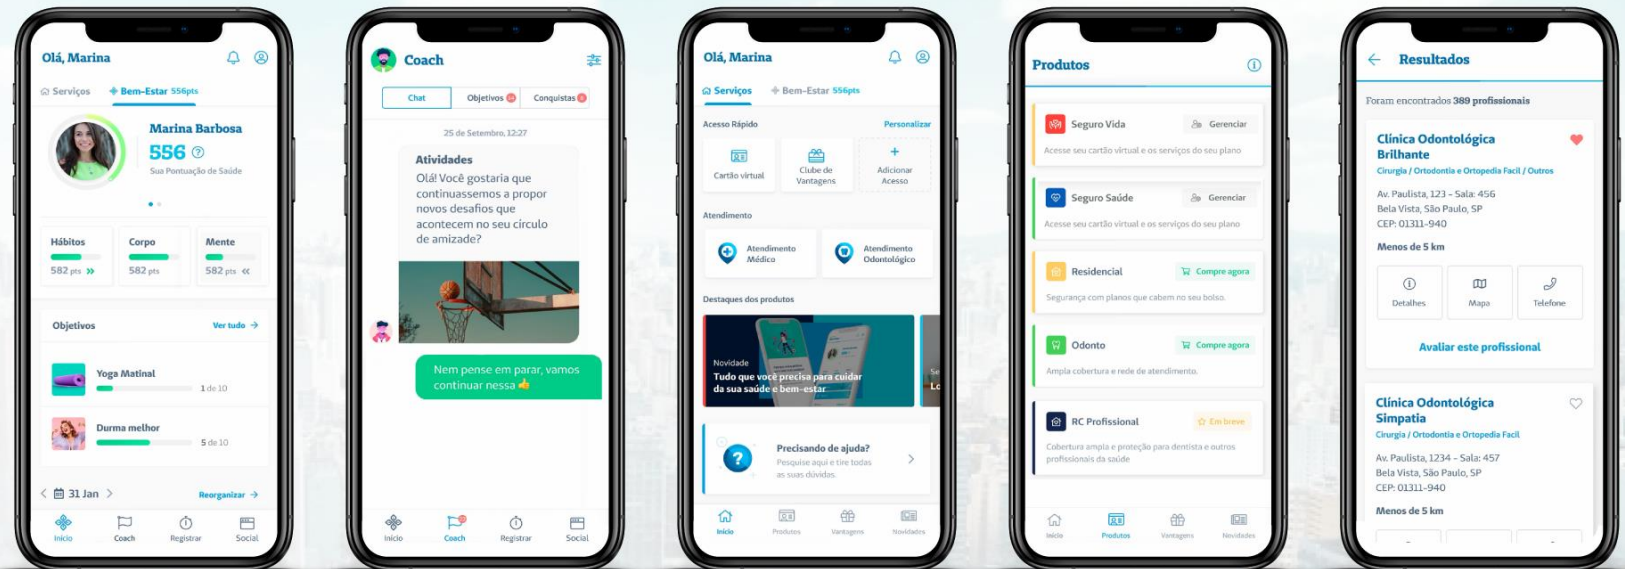 Olá, Marina
Serviços
Bem-Estar 556pts
Marina Barbosa
556
Sua Pontuação de Saúde
Hábitos
582 pts
Corpo
582 pts
Mente
582 pts
Objetivos
Ver tudo
Yoga Matinal
1 de 10
Durma melhor
5 de 10
31 Jan
Reorganizar
Início
Coach
Registrar
Social
Coach
Chat
Objetivos
Conquistas
25 de Setembro, 12:27
Atividades
Olá! Você gostaria que
continuassemos a propor
novos desafios que
acontecem no seu círculo
de amizade?
Nem pense em parar, vamos
continuar nessa 👍
Início
Coach
Registrar
Social
Olá, Marina
Serviços
Bem-Estar 556pts
Acesso Rápido
Personalizar
Cartão virtual
Clube de
Vantagens
Adicionar
Acesso
Atendimento
Atendimento
Médico
Atendimento
Odontológico
Destaques dos produtos
Novidade
Tudo que você precisa para cuidar
da sua saúde e bem-estar
Se
Lo
Precisando de ajuda?
Pesquise aqui e tire todas
as suas dúvidas.
Início
Produtos
Vantagens
Novidades
Produtos
Seguro Vida
Gerenciar
Acesse seu cartão virtual e os serviços do seu plano
Seguro Saúde
Gerenciar
Acesse seu cartão virtual e os serviços do seu plano
Residencial
Compre agora
Segurança com planos que cabem no seu bolso.
Odonto
Compre agora
Ampla cobertura e rede de atendimento.
RC Profissional
Em breve
Cobertura ampla e proteção para dentista e outros
profissionais da saúde
Início
Produtos
Vantagens
Novidades
Resultados
Foram encontrados 389 profissionais
Clínica Odontológica
Brilhante
Cirurgia / Ortodontia e Ortopedia Facil / Outros
Av. Paulista, 123 - Sala: 456
Bela Vista, São Paulo, SP
CEP: 01311-940
Menos de 5 km
Detalhes
Mapa
Telefone
Avaliar este profissional
Clínica Odontológica
Simpatia
Cirurgia / Ortodontia e Ortopedia Facil
Av. Paulista, 1234 - Sala: 457
Bela Vista, São Paulo, SP
CEP: 01311-940
Menos de 5 km